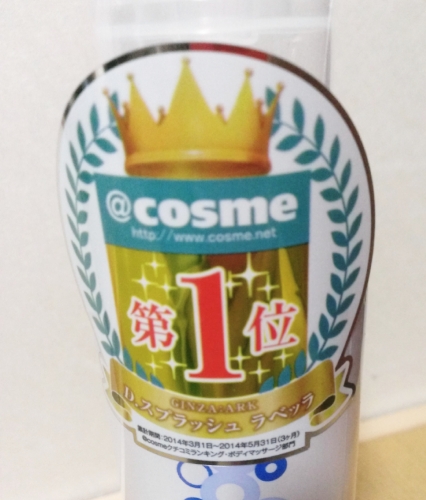 @cosme
http://www.cosme.net
第1位
GINZA-ARK
D.スプラッシュ ラベッラ
累計期間:2014年3月1日~2014年5月31日(3ヶ月)
@cosmeクチコミランキング・ボディマッサージ部門